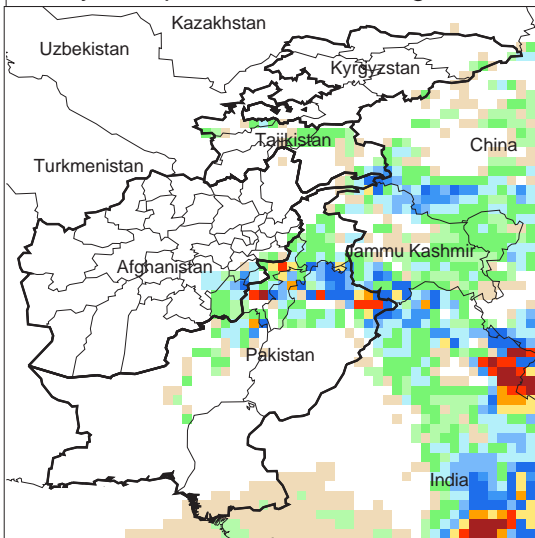 Kazakhstan
Uzbekistan
Kyrgyzstan
Tajikistan
China
Turkmenistan
Jammu Kashmir
Afghanistan
Pakistan
India